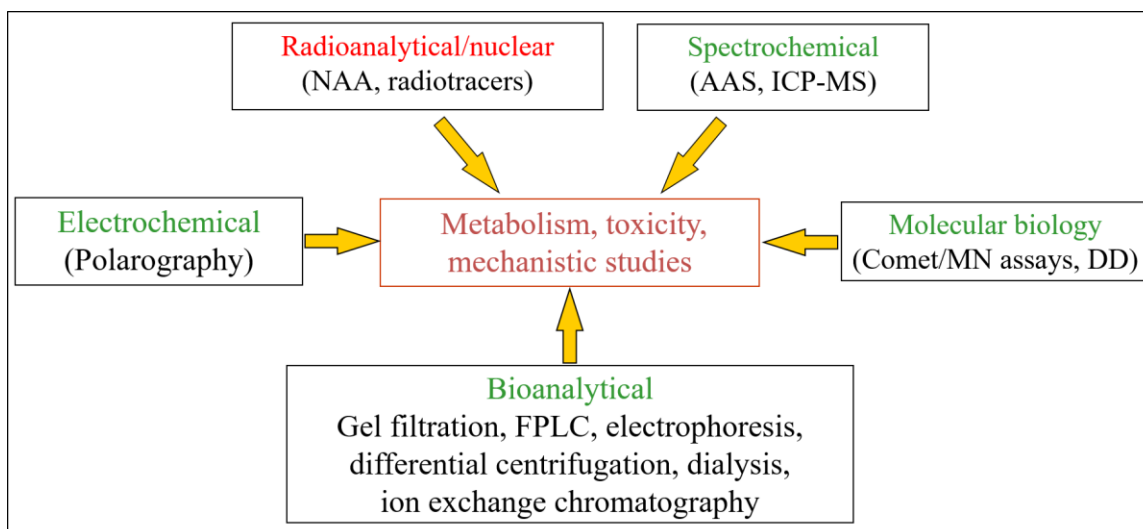 Radioanalytical/nuclear
(NAA, radiotracers)
Spectrochemical
(AAS, ICP-MS)
Electrochemical
(Polarography)
Metabolism, toxicity,
mechanistic studies
Molecular biology
(Comet/MN assays, DD)
Bioanalytical
Gel filtration, FPLC, electrophoresis,
differential centrifugation, dialysis,
ion exchange chromatography